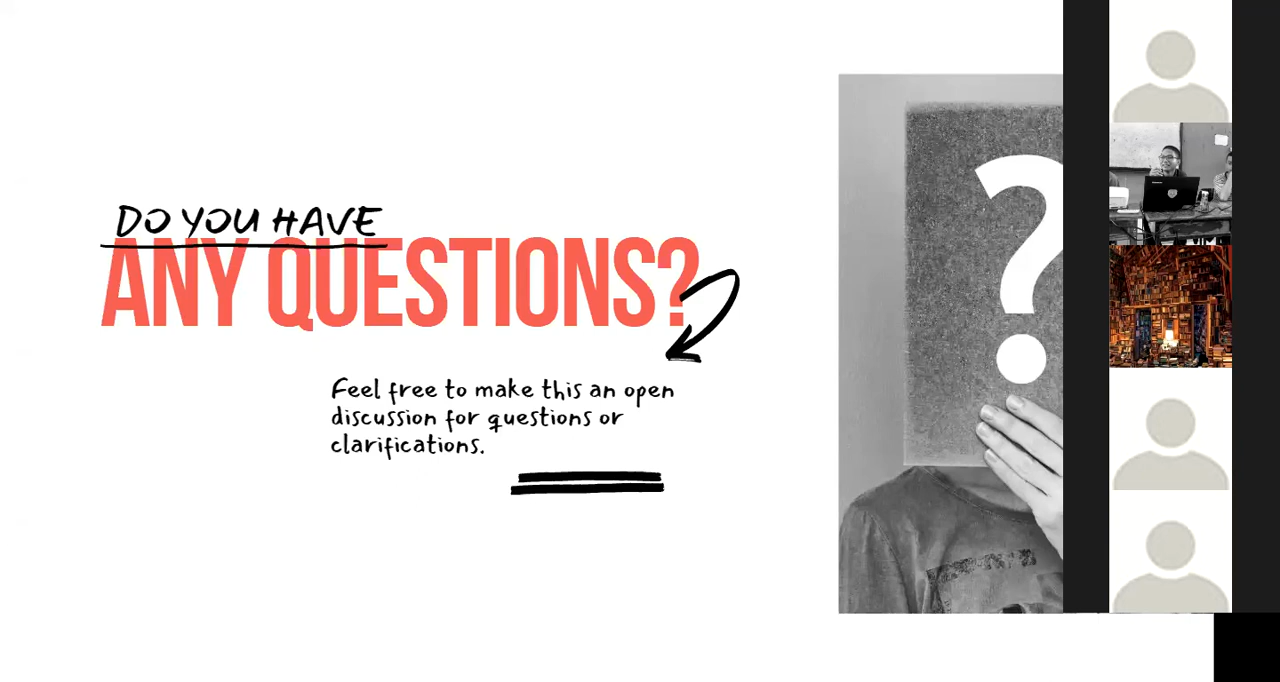 DO YOU HAVE
ANY QUESTIONS?
Feel free to make this an open
discussion for questions or
clarifications.
?